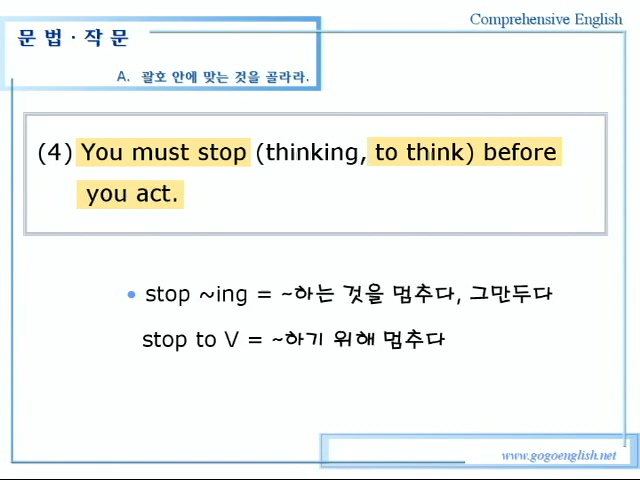 Comprehensive English
문 법 · 작 문
A. 괄호 안에 맞는 것을 골라라.
(4) You must stop (thinking, to think) before
you act.
• stop ~ing = ~하는 것을 멈추다, 그만두다
stop to V = ~하기 위해 멈추다
www.gogoenglish.net